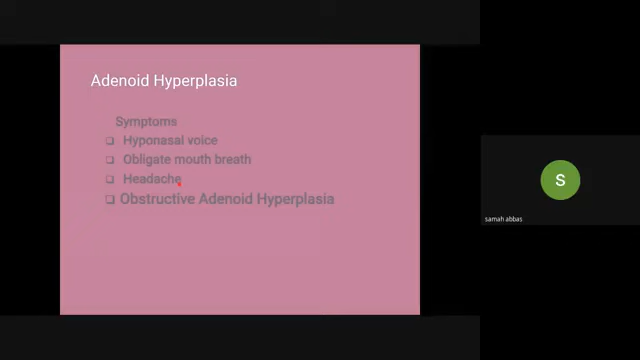 Adenoid Hyperplasia
Symptoms
Hyponasal voice
Obligate mouth breath
Headache
Obstructive Adenoid Hyperplasia
S
samah abbas